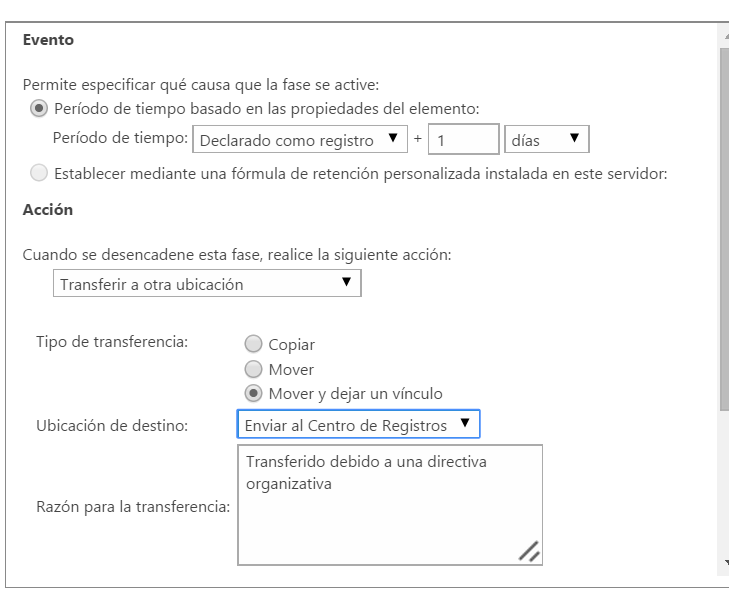 Evento
Permite especificar qué causa que la fase se active:
Período de tiempo basado en las propiedades del elemento:
Período de tiempo: Declarado como registro + 1 días
Establecer mediante una fórmula de retención personalizada instalada en este servidor:
Acción
Cuando se desencadene esta fase, realice la siguiente acción:
Transferir a otra ubicación
Tipo de transferencia:
Copiar
Mover
Mover y dejar un vínculo
Ubicación de destino: Enviar al Centro de Registros
Transferido debido a una directiva
organizativa
Razón para la transferencia: